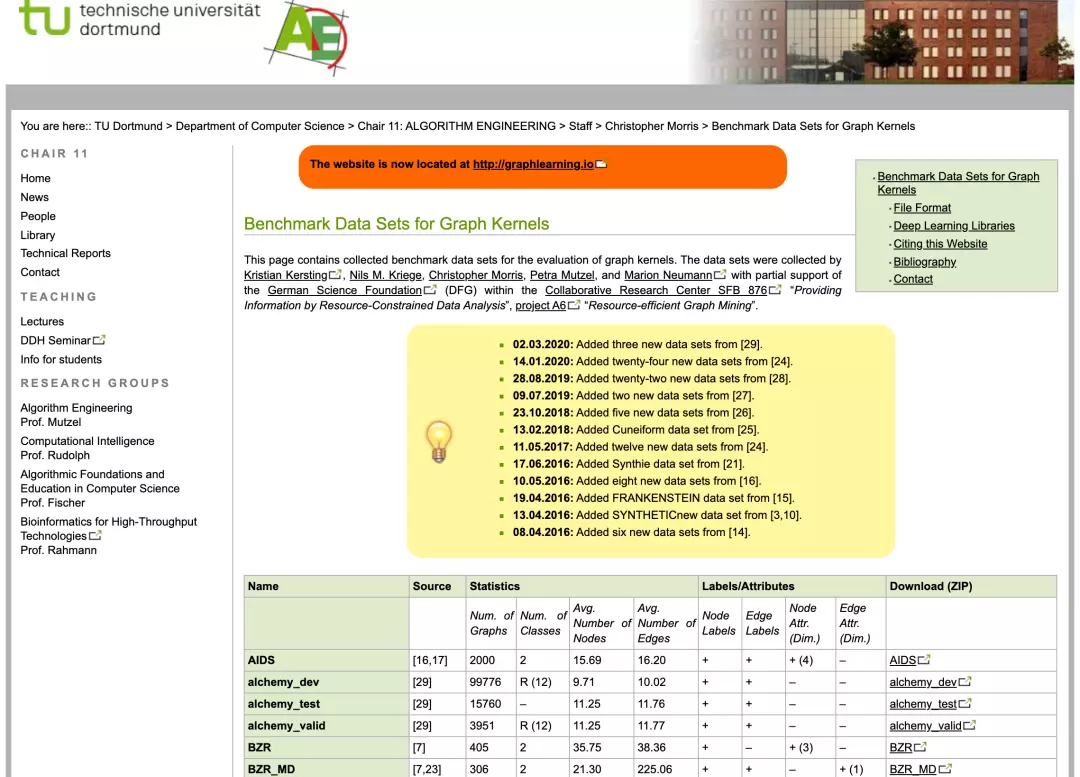 technische universität
dortmund
You are here:: TU Dortmund > Department of Computer Science > Chair 11: ALGORITHM ENGINEERING > Staff > Christopher Morris > Benchmark Data Sets for Graph Kernels
CHAIR 11
Home
News
People
Library
Technical Reports
Contact
TEACHING
Lectures
DDH Seminar
Info for students
RESEARCH GROUPS
Algorithm Engineering
Prof. Mutzel
Computational Intelligence
Prof. Rudolph
Algorithmic Foundations and
Education in Computer Science
Prof. Fischer
Bioinformatics for High-Throughput
Technologies
Prof. Rahmann
The website is now located at http://graphlearning.io
Benchmark Data Sets for Graph
Kernels
File Format
Deep Learning Libraries
Citing this Website
Bibliography
Contact
Benchmark Data Sets for Graph Kernels
This page contains collected benchmark data sets for the evaluation of graph kernels. The data sets were collected by
Kristian Kersting, Nils M. Kriege, Christopher Morris, Petra Mutzel, and Marion Neumann with partial support of
the German Science Foundation (DFG) within the Collaborative Research Center SFB 876 “Providing
Information by Resource-Constrained Data Analysis”, project A6 “Resource-efficient Graph Mining”.
02.03.2020: Added three new data sets from [29].
14.01.2020: Added twenty-four new data sets from [24].
28.08.2019: Added twenty-two new data sets from [28].
09.07.2019: Added two new data sets from [27].
23.10.2018: Added five new data sets from [26].
13.02.2018: Added Cuneiform data set from [25].
11.05.2017: Added twelve new data sets from [24].
17.06.2016: Added Synthie data set from [21].
10.05.2016: Added eight new data sets from [16].
19.04.2016: Added FRANKENSTEIN data set from [15].
13.04.2016: Added SYNTHETICnew data set from [3,10].
08.04.2016: Added six new data sets from [14].
Name Source Statistics Labels/Attributes Download (ZIP)
Num. of Graphs Num. of Classes Avg. Number of Nodes Avg. Number of Edges Node Labels Edge Labels Node Attr. (Dim.) Edge Attr. (Dim.)
AIDS [16,17] 2000 2 15.69 16.20 + + + (4) – AIDS
alchemy_dev [29] 99776 R (12) 9.71 10.02 + + – – alchemy_dev
alchemy_test [29] 15760 – 11.25 11.76 + + – – alchemy_test
alchemy_valid [29] 3951 R (12) 11.25 11.77 + + – – alchemy_valid
BZR [7] 405 2 35.75 38.36 + – + (3) – BZR
BZR_MD [7,23] 306 2 21.30 225.06 + + – + (1) BZR_MD